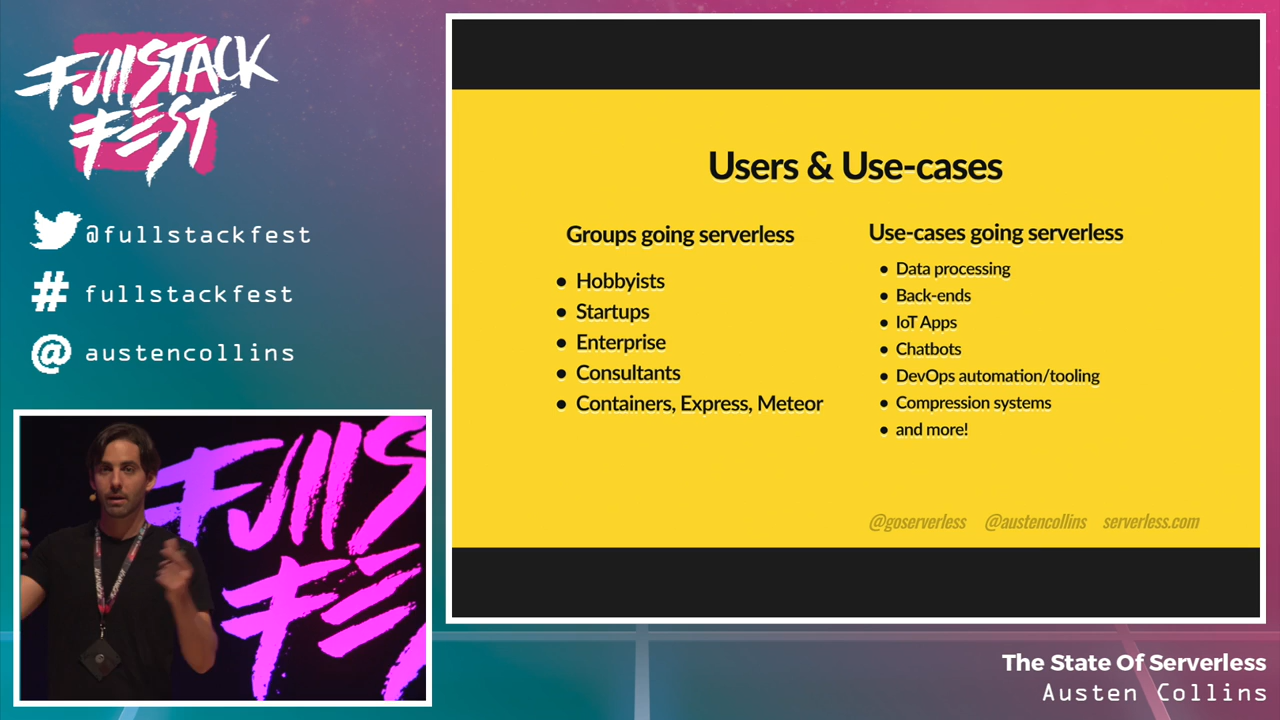 FullSTACK
FEST
@fullstackfest
# fullstackfest
@ austencollins
Users & Use-cases
Groups going serverless
• Hobbyists
• Startups
• Enterprise
• Consultants
• Containers, Express, Meteor
Use-cases going serverless
• Data processing
• Back-ends
• IoT Apps
• Chatbots
• DevOps automation/tooling
• Compression systems
• and more!
@goserverless @austencollins serverless.com
Full
FEST
The State Of Serverless
Austen Collins